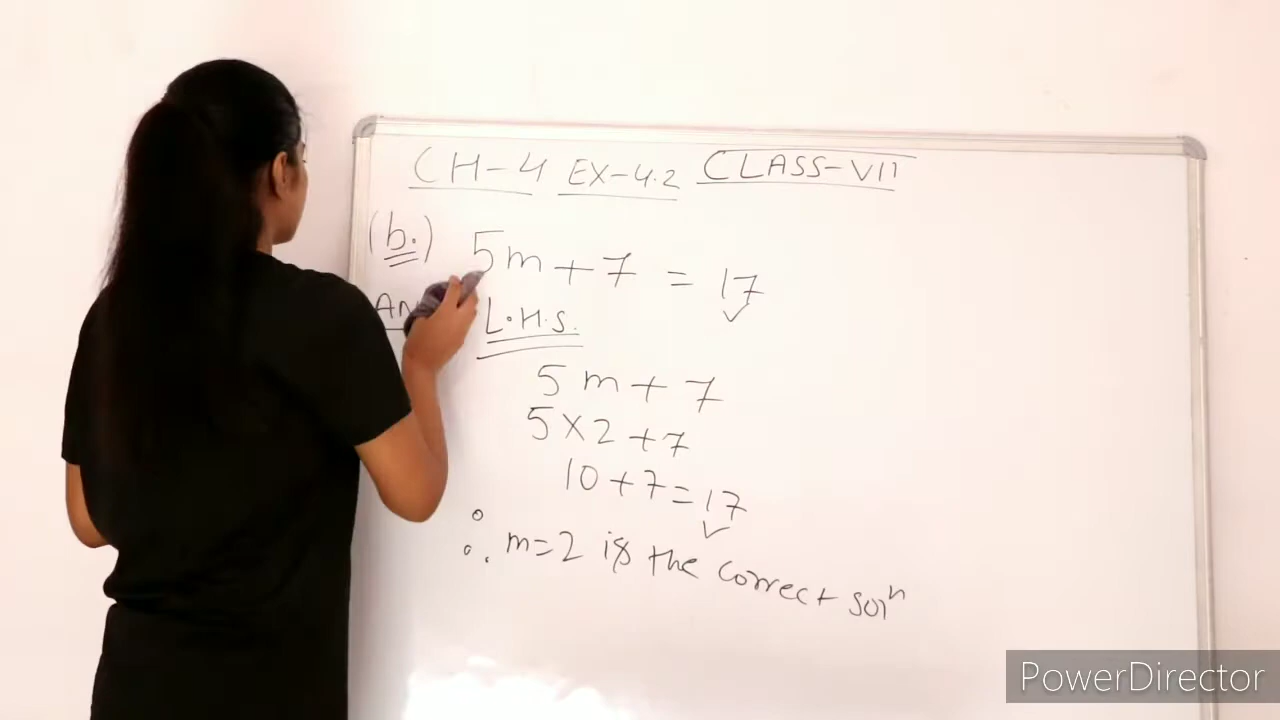 CH-4 EX-4.2 CLASS-VII
(b.) 5m+7 = 17
L.H.S.
5m+7
5×2+7
10+7=17
∴ m=2 is the correct solⁿ
PowerDirector